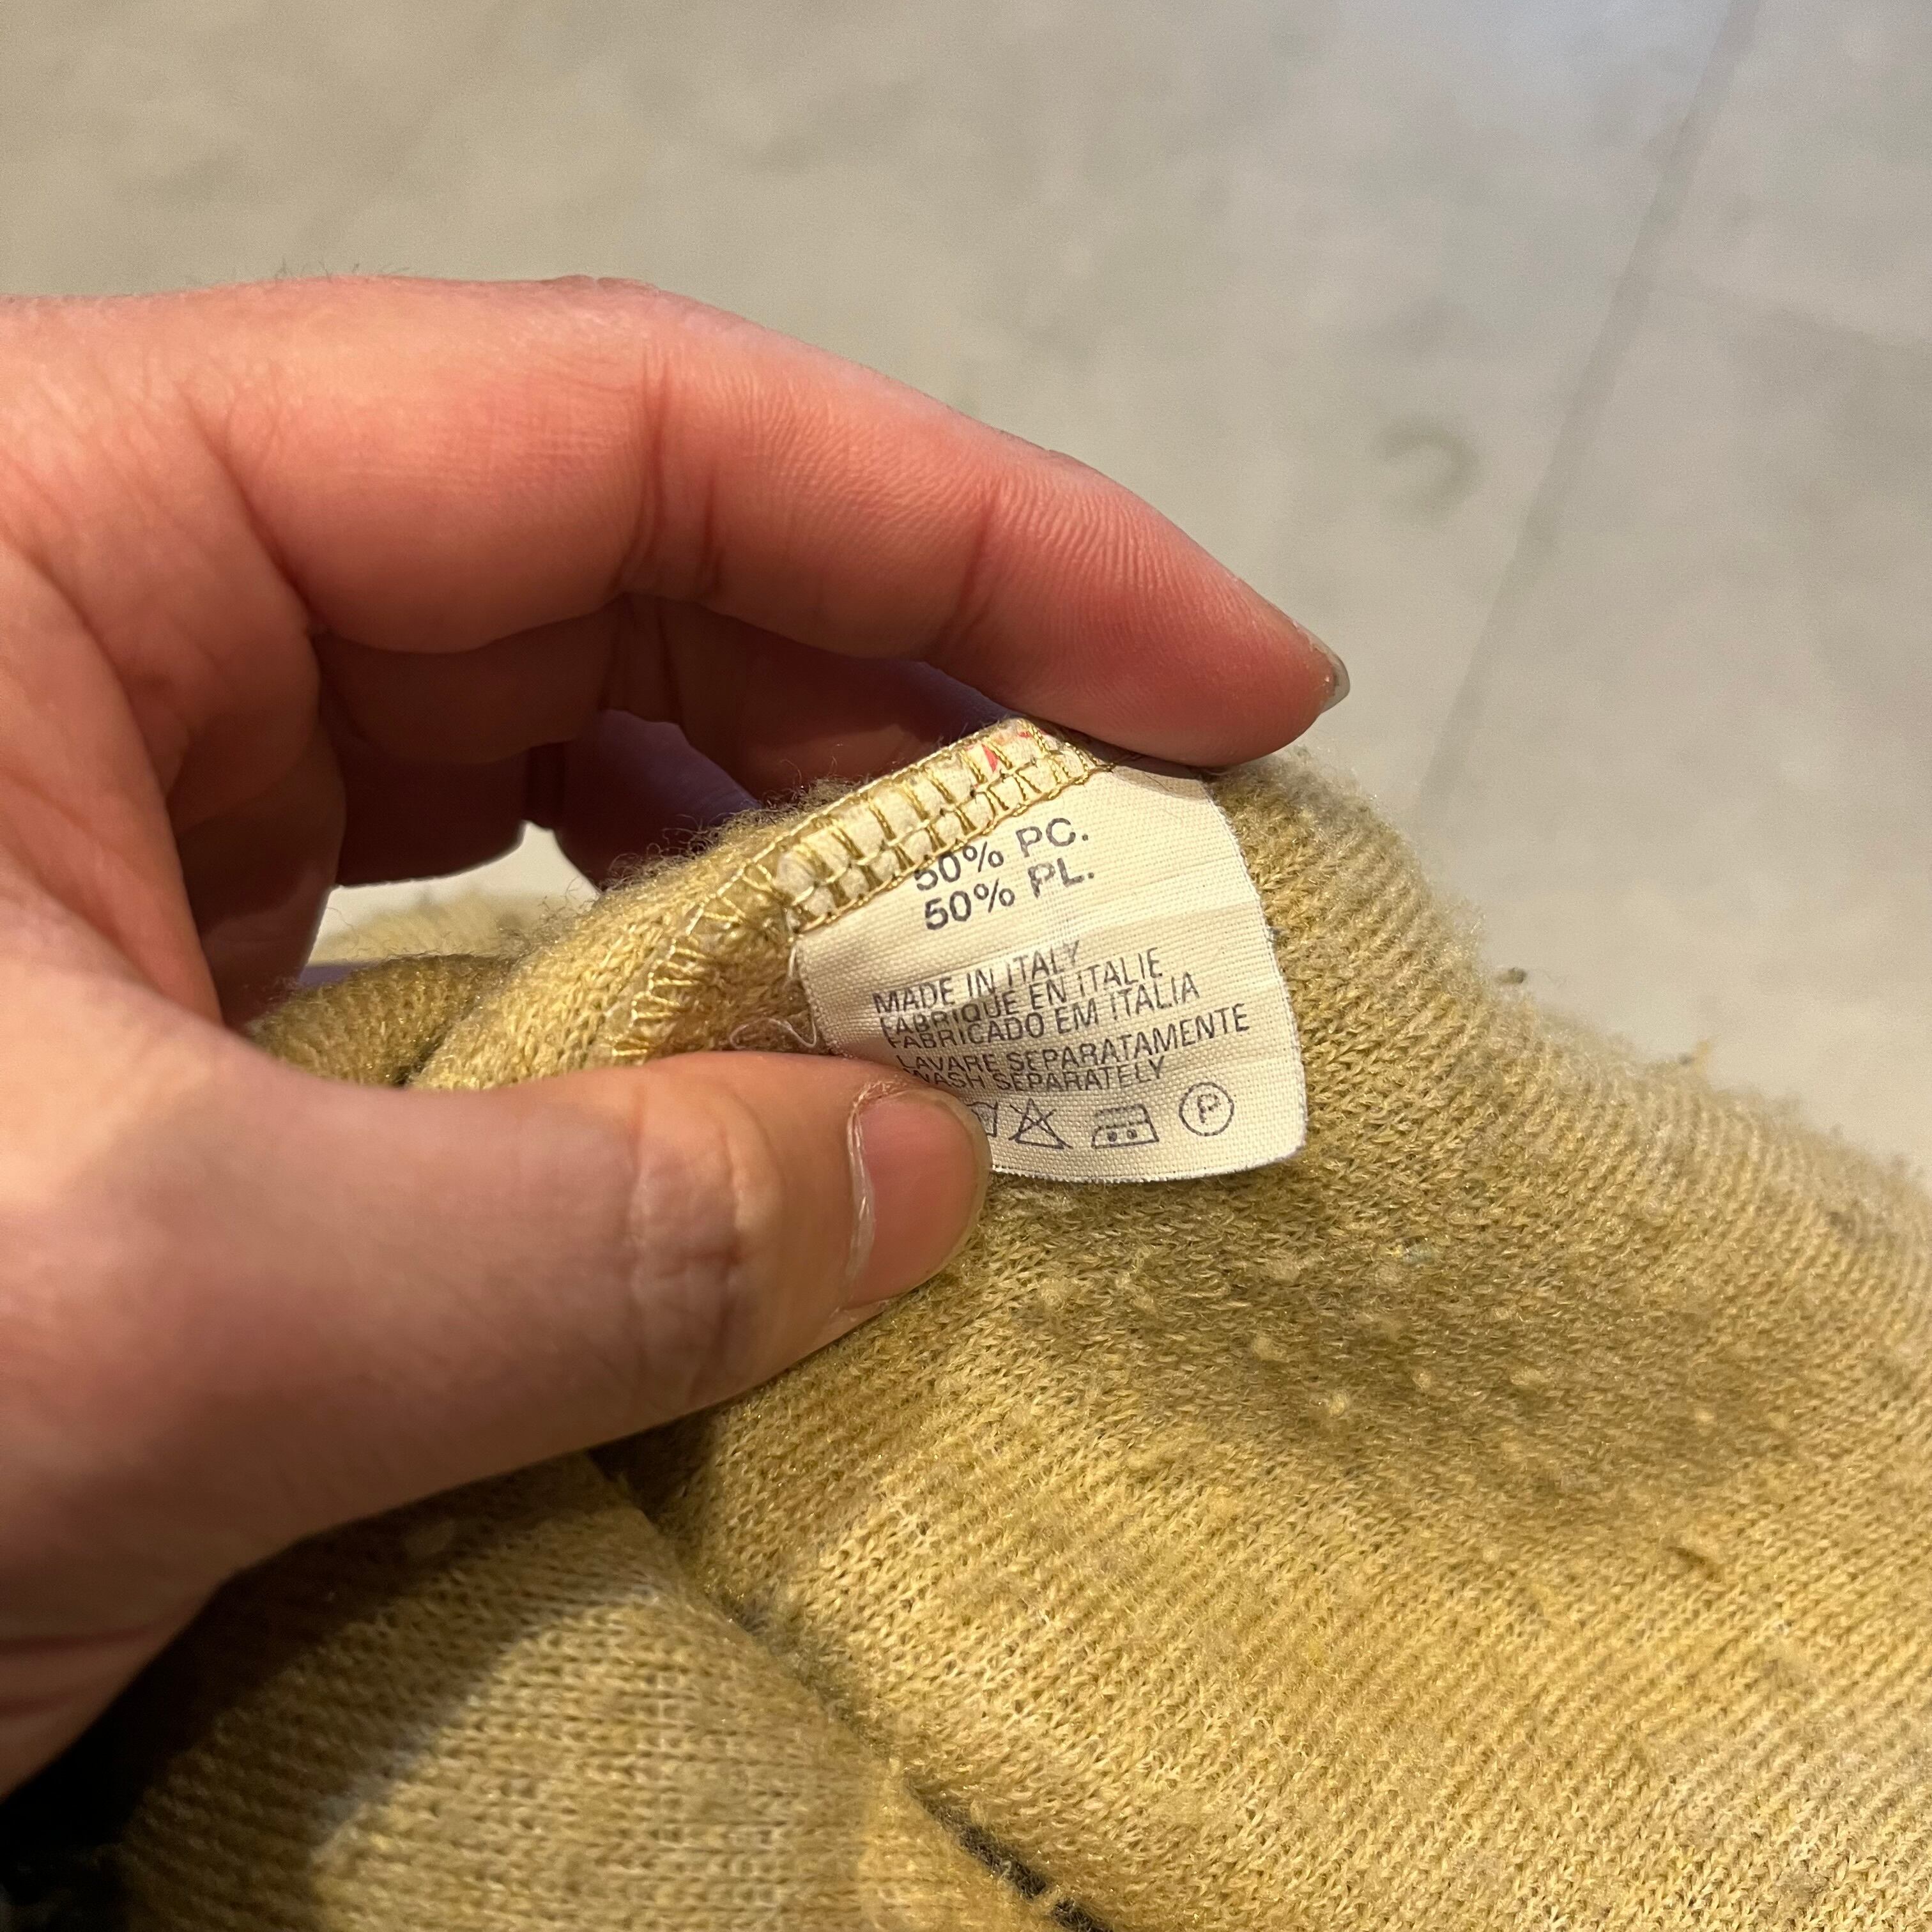 50% PC.
50% PL.
MADE IN ITALY
FABRIQUE EN ITALIE
FABRICADO EM ITALIA
LAVARE SEPARATAMENTE
WASH SEPARATELY
P